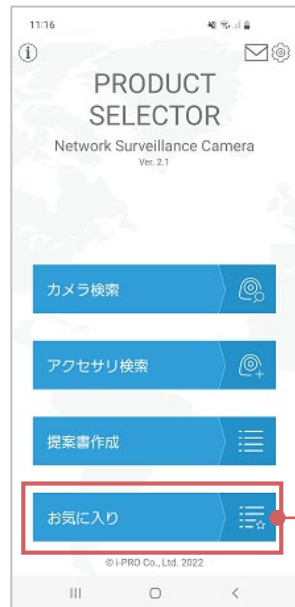 11:16
PRODUCT
SELECTOR
Network Surveillance Camera
Ver. 2.1
カメラ検索
アクセサリ検索
提案書作成
お気に入り
© i-PRO Co., Ltd. 2022